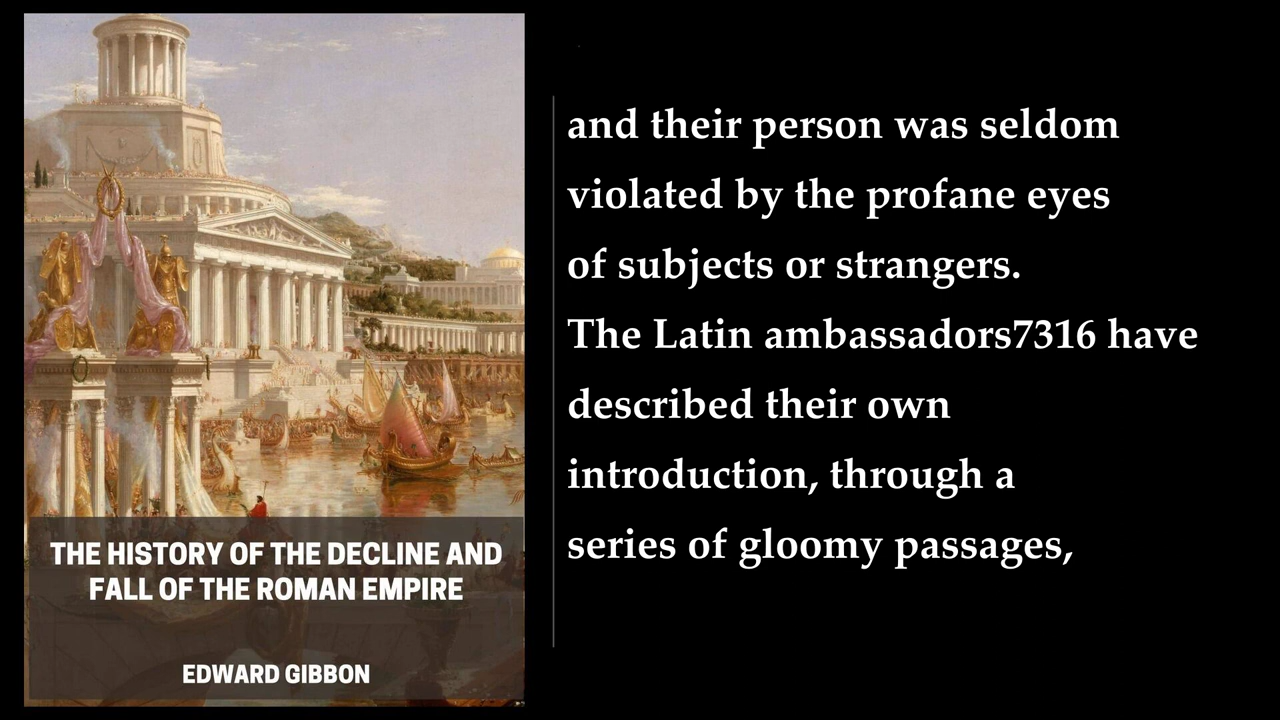 THE HISTORY OF THE DECLINE AND
FALL OF THE ROMAN EMPIRE
EDWARD GIBBON
and their person was seldom
violated by the profane eyes
of subjects or strangers.
The Latin ambassadors7316 have
described their own
introduction, through a
series of gloomy passages,